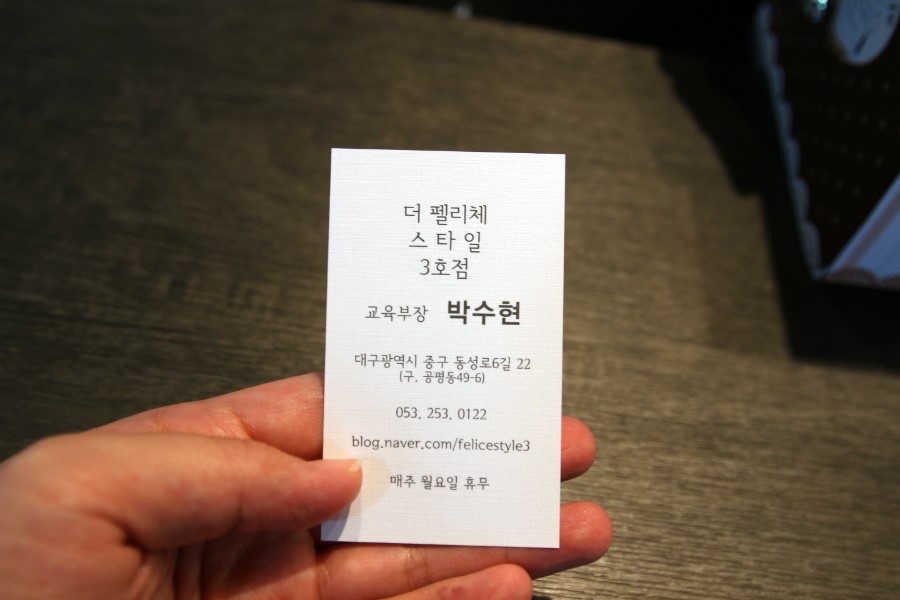 더 펠리체
스 타 일
3호점
교육부장 박수현
대구광역시 중구 동성로6길 22
(구. 공평동49-6)
053. 253. 0122
blog.naver.com/felicestyle3
매주 월요일 휴무